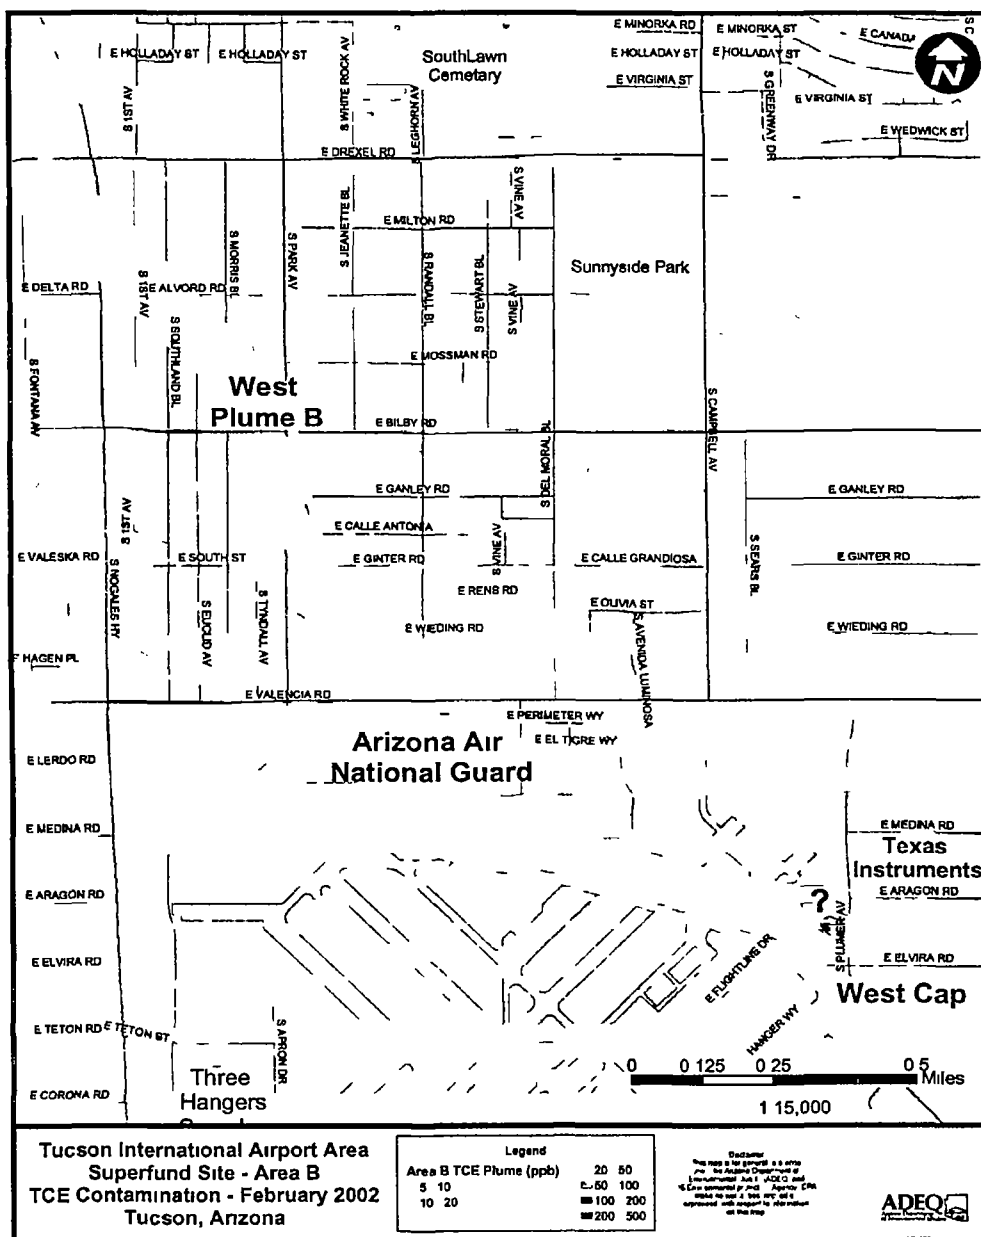 E MINORKA RD
E MINORKA ST
E CANADA
S C
E HOLLADAY ST
E HOLLADAY ST
E HOLLADAY ST
E HOLLADAY ST
SouthLawn
Cemetary
N
E VIRGINIA ST
E VIRGINIA ST
S 1ST AV
S WHITE ROCK AV
S LEGHORN AV
S GREENWAY DR
E WEDWICK ST
E DREXEL RD
S VINE AV
S JEANETTE BL
E MILTON RD
S MORRIS BL
S PARK AV
S RANDALL BL
S STEWART BL
Sunnyside Park
E DELTA RD
S 1ST AV
E ALVORD RD
S VINE AV
S SOUTHLAND BL
E MOSSMAN RD
S FONTANA AV
West
Plume B
S CAMPBELL AV
E BILBY RD
S DEL MORAL BL
E GANLEY RD
E GANLEY RD
S 1ST AV
E CALLE ANTONIA
S VINE AV
E VALESKA RD
E SOUTH ST
E GINTER RD
E CALLE GRANDIOSA
S SEARS BL
E GINTER RD
S NOGALES HY
E RENS RD
S EUCLID AV
S TYNDALL AV
E OLIVIA ST
E WIEDING RD
S AVENIDA LUMINOSA
E WIEDING RD
HAGEN PL
E VALENCIA RD
E PERIMETER WY
E EL TIGRE WY
Arizona Air
National Guard
E LERDO RD
E MEDINA RD
E MEDINA RD
Texas
Instruments
E ARAGON RD
E ARAGON RD
?
S PLUMER AV
E ELVIRA RD
E FLIGHTLINE DR
E ELVIRA RD
West Cap
E TETON RD
E TETON ST
S APRON DR
HANGER WY
Three
Hangers
E CORONA RD
0 0 125 0 25 0 5
Miles
1 15,000
Tucson International Airport Area
Superfund Site - Area B
TCE Contamination - February 2002
Tucson, Arizona
Legend
Area B TCE Plume (ppb)
5 10
10 20
20 50
50 100
100 200
200 500
Disclaimer
ADEQ